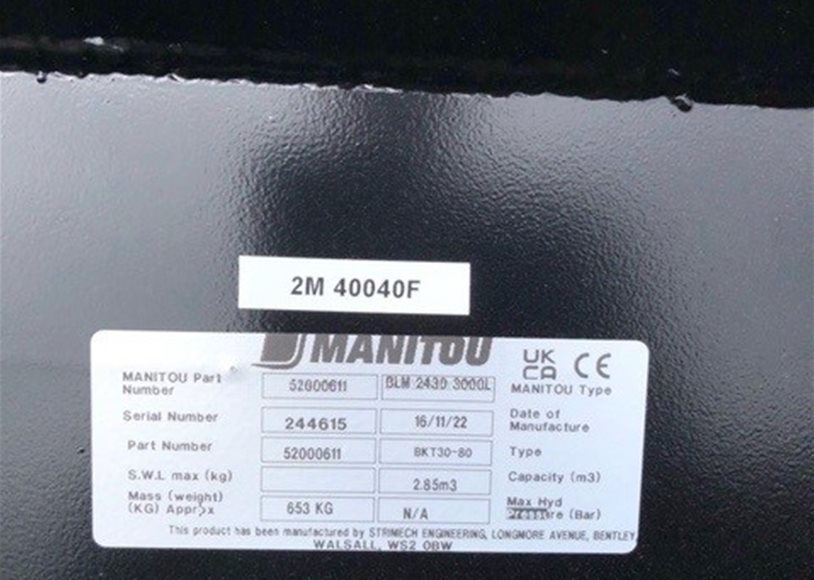 2M 40040F
MANITOU
UK
CA CE
MANITOU Part
Number
52000611
BLM 2430 3000L
MANITOU Type
Serial Number
244615
16/11/22
Date of
Manufacture
Part Number
52000611
BKT30-80
Type
S.W.L max (kg)
2.85m3
Capacity (m3)
Mass (weight)
(KG) Approx
653 KG
N/A
Max Hyd
Pressure (Bar)
This product has been manufactured by STRIMECH ENGINEERING, LONGMORE AVENUE, BENTLEY,
WALSALL, WS2 0BW